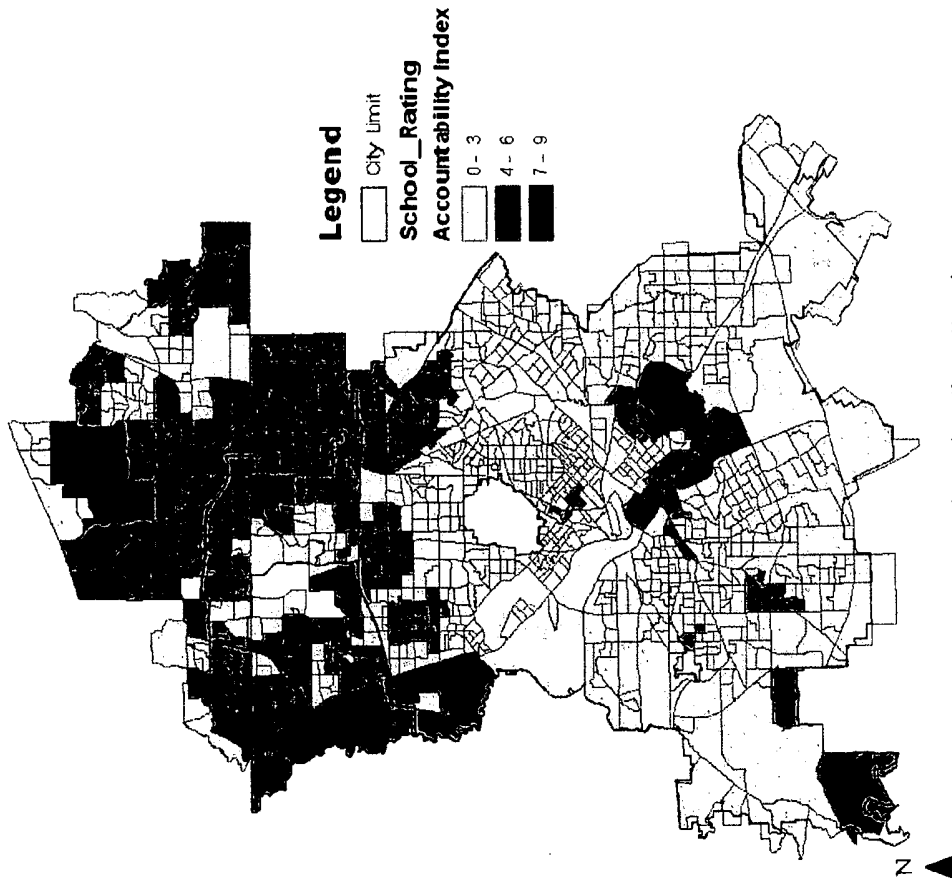 Legend
City Limit
School_Rating
Accountability Index
0 - 3
4 - 6
7 - 9
N